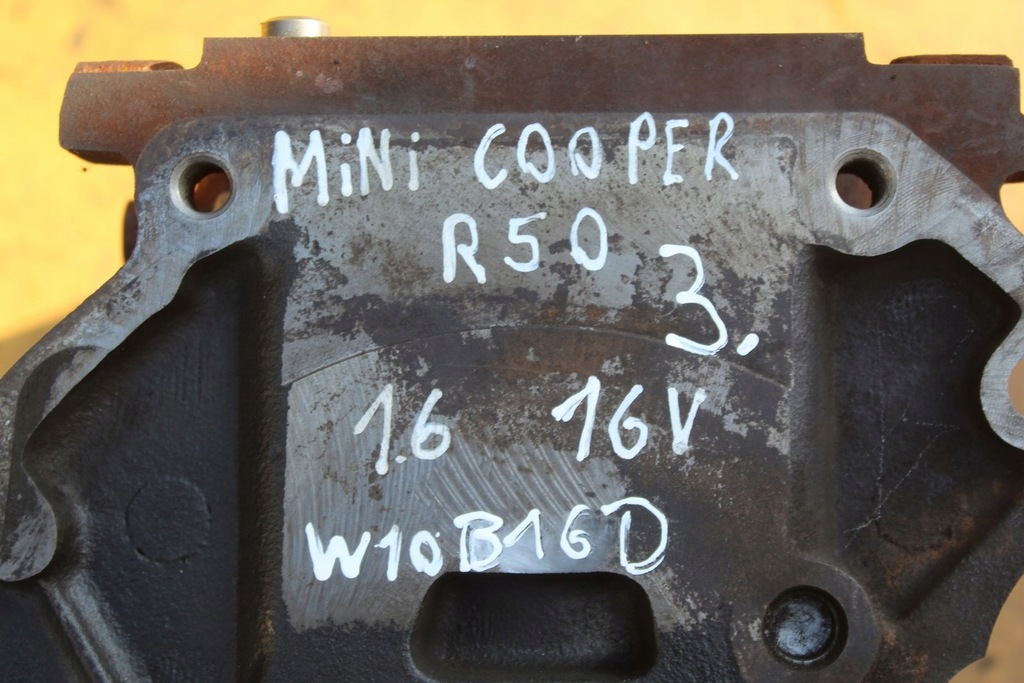 MiNi COOPER
R50
3.
1.6 16V
W10B16D